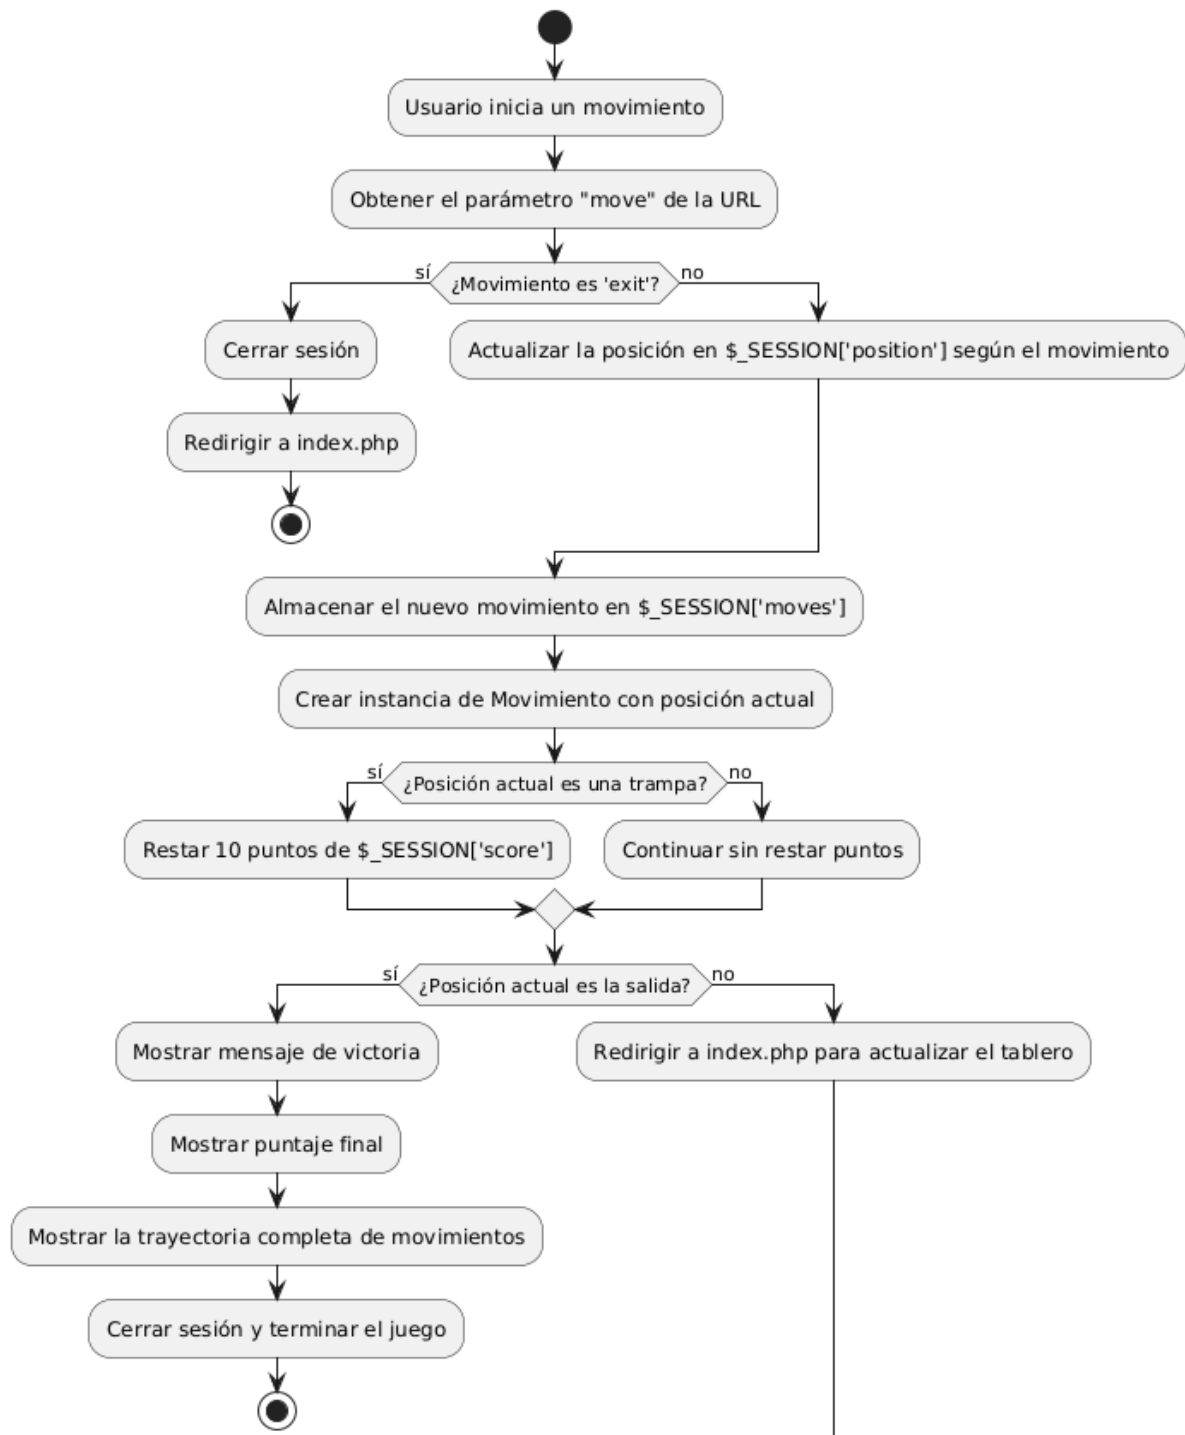 Usuario inicia un movimiento
Obtener el parámetro "move" de la URL
sí
¿Movimiento es 'exit'?
no
Cerrar sesión
Actualizar la posición en $_SESSION['position'] según el movimiento
Redirigir a index.php
Almacenar el nuevo movimiento en $_SESSION['moves']
Crear instancia de Movimiento con posición actual
sí
¿Posición actual es una trampa?
no
Restar 10 puntos de $_SESSION['score']
Continuar sin restar puntos
sí
¿Posición actual es la salida?
no
Mostrar mensaje de victoria
Redirigir a index.php para actualizar el tablero
Mostrar puntaje final
Mostrar la trayectoria completa de movimientos
Cerrar sesión y terminar el juego